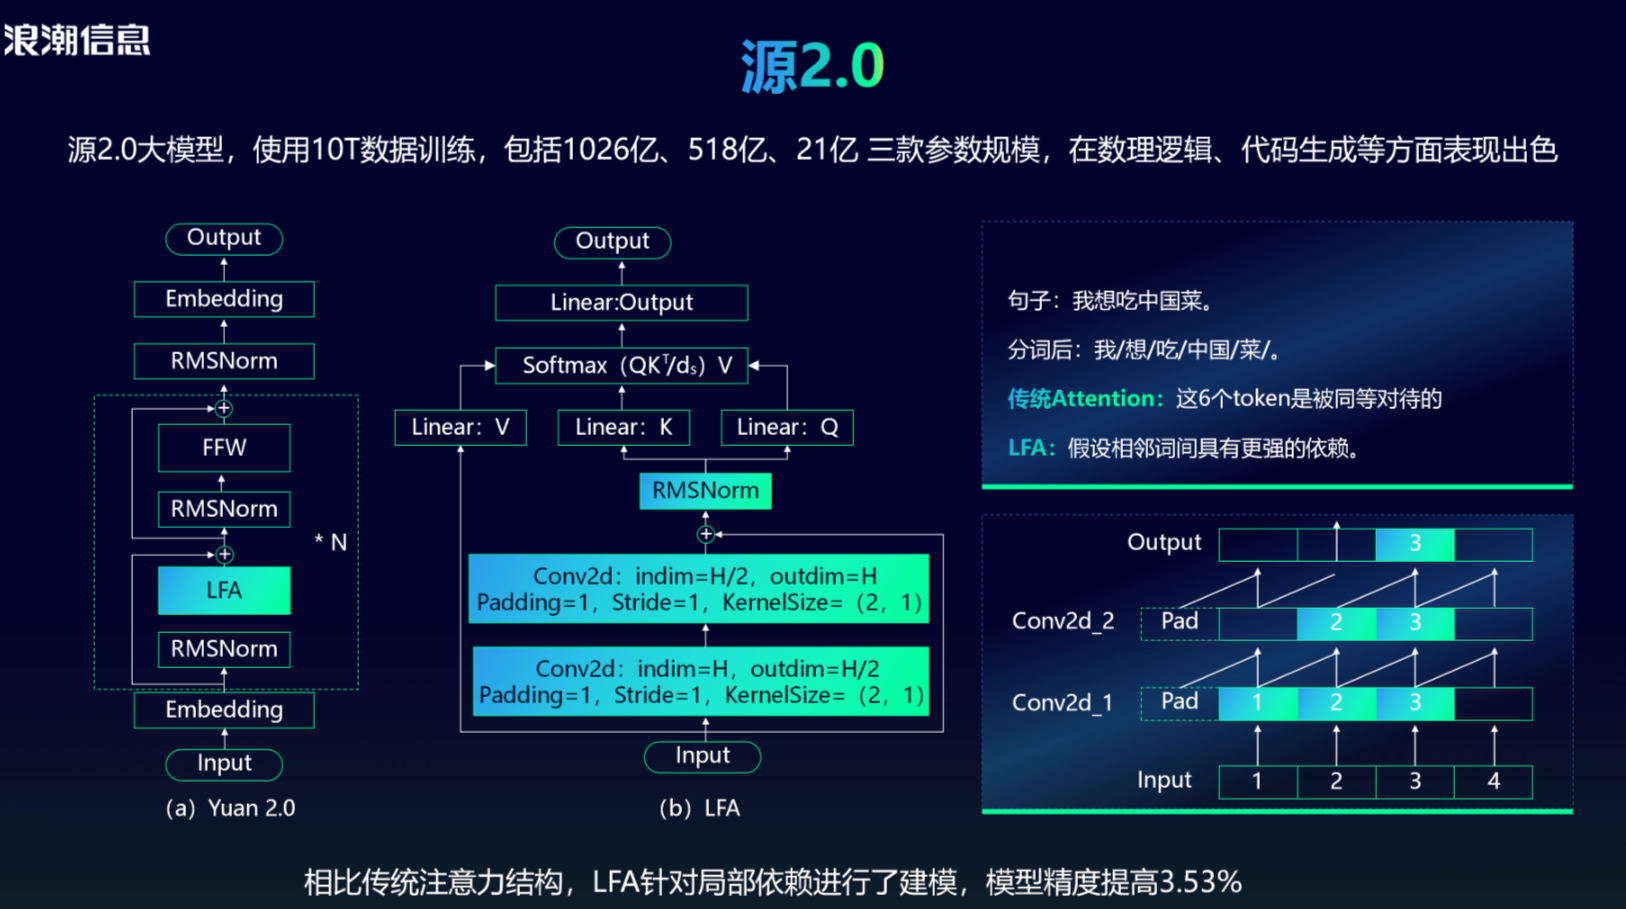 浪潮信息
源2.0
源2.0大模型，使用10T数据训练，包括1026亿、518亿、21亿 三款参数规模，在数理逻辑、代码生成等方面表现出色
Output
Embedding
RMSNorm
FFW
RMSNorm
* N
LFA
RMSNorm
Embedding
Input
（a）Yuan 2.0
Output
Linear:Output
Softmax（QKᵀ/dₛ）V
Linear：V
Linear：K
Linear：Q
RMSNorm
Conv2d：indim=H/2，outdim=H
Padding=1，Stride=1，KernelSize=（2，1）
Conv2d：indim=H，outdim=H/2
Padding=1，Stride=1，KernelSize=（2，1）
Input
（b）LFA
句子：我想吃中国菜。
分词后：我/想/吃/中国/菜/。
传统Attention：这6个token是被同等对待的
LFA：假设相邻词间具有更强的依赖。
Output 3
Conv2d_2 Pad 2 3
Conv2d_1 Pad 1 2 3
Input 1 2 3 4
相比传统注意力结构，LFA针对局部依赖进行了建模，模型精度提高3.53%